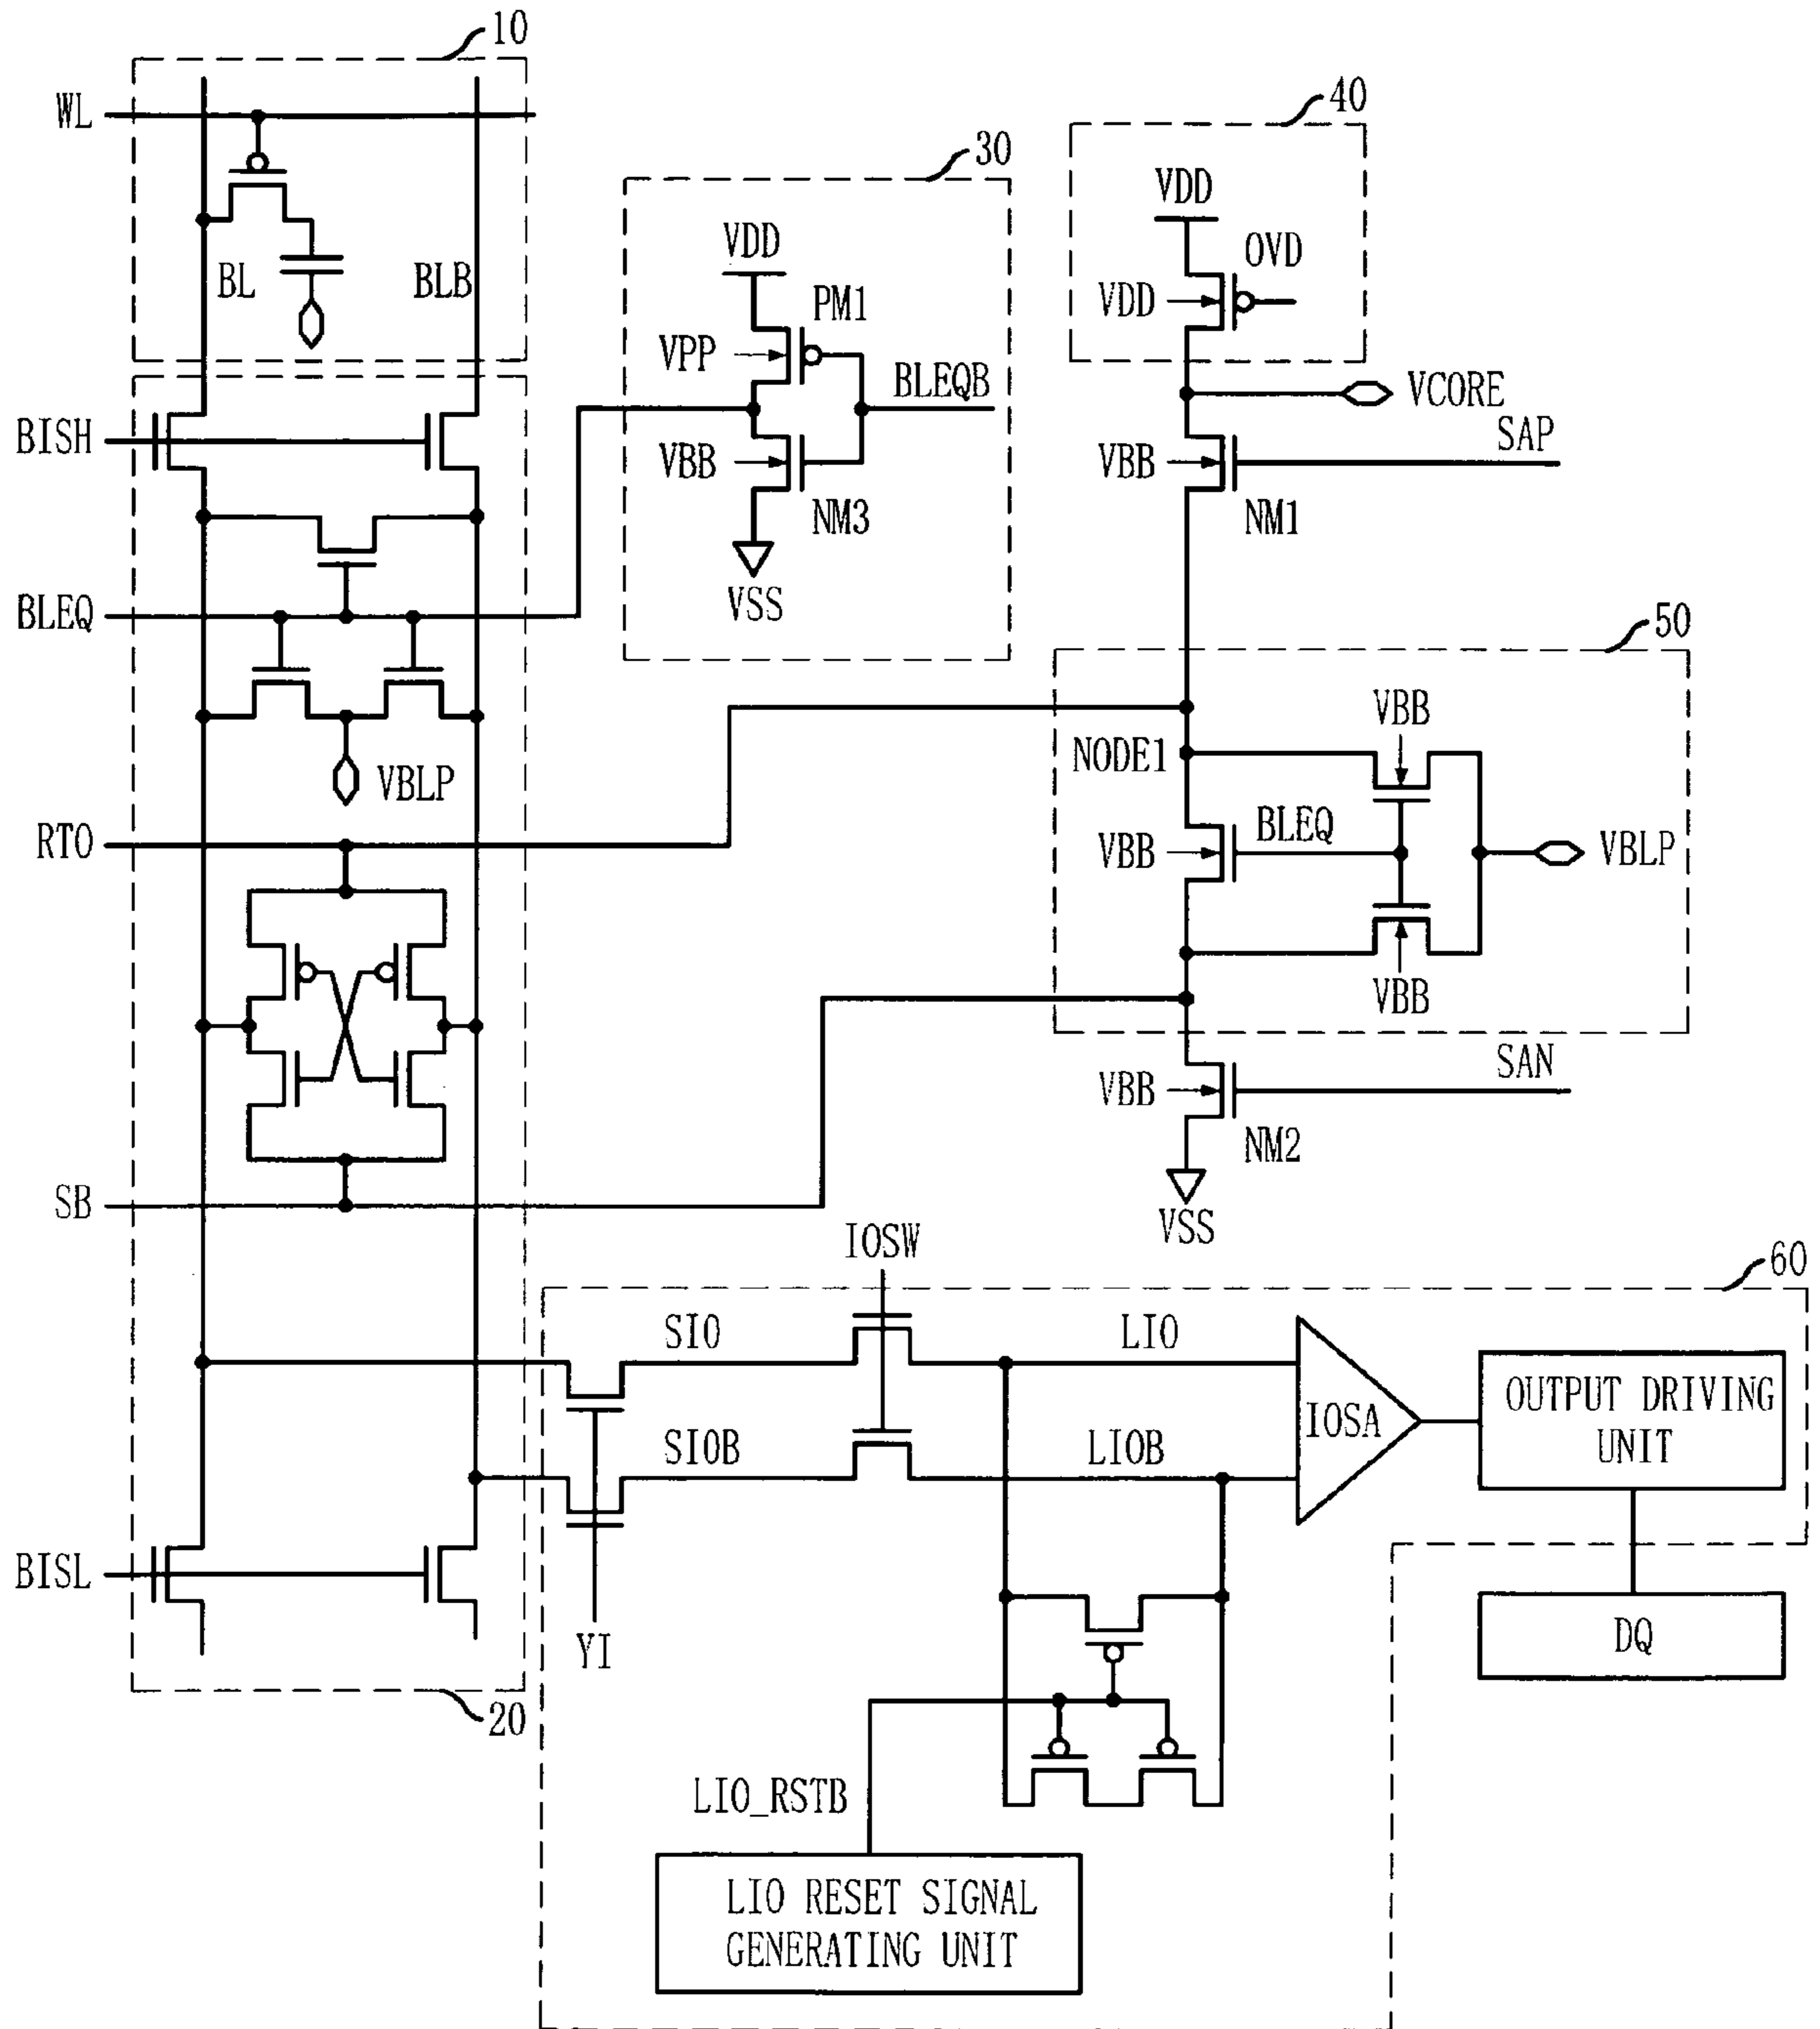 10
WL
BL
BLB
30
VDD
PM1
VPP
BLEQB
VBB
NM3
VSS
40
VDD
OVD
VDD
VCORE
SAP
VBB
NM1
BISH
BLEQ
VBLP
RTO
SB
BISL
20
50
VBB
NODE1
BLEQ
VBB
VBLP
VBB
SAN
VBB
NM2
VSS
60
IOSW
SIO
LIO
SIOB
LIOB
IOSA
OUTPUT DRIVING
UNIT
DQ
YI
LIO_RSTB
LIO RESET SIGNAL
GENERATING UNIT